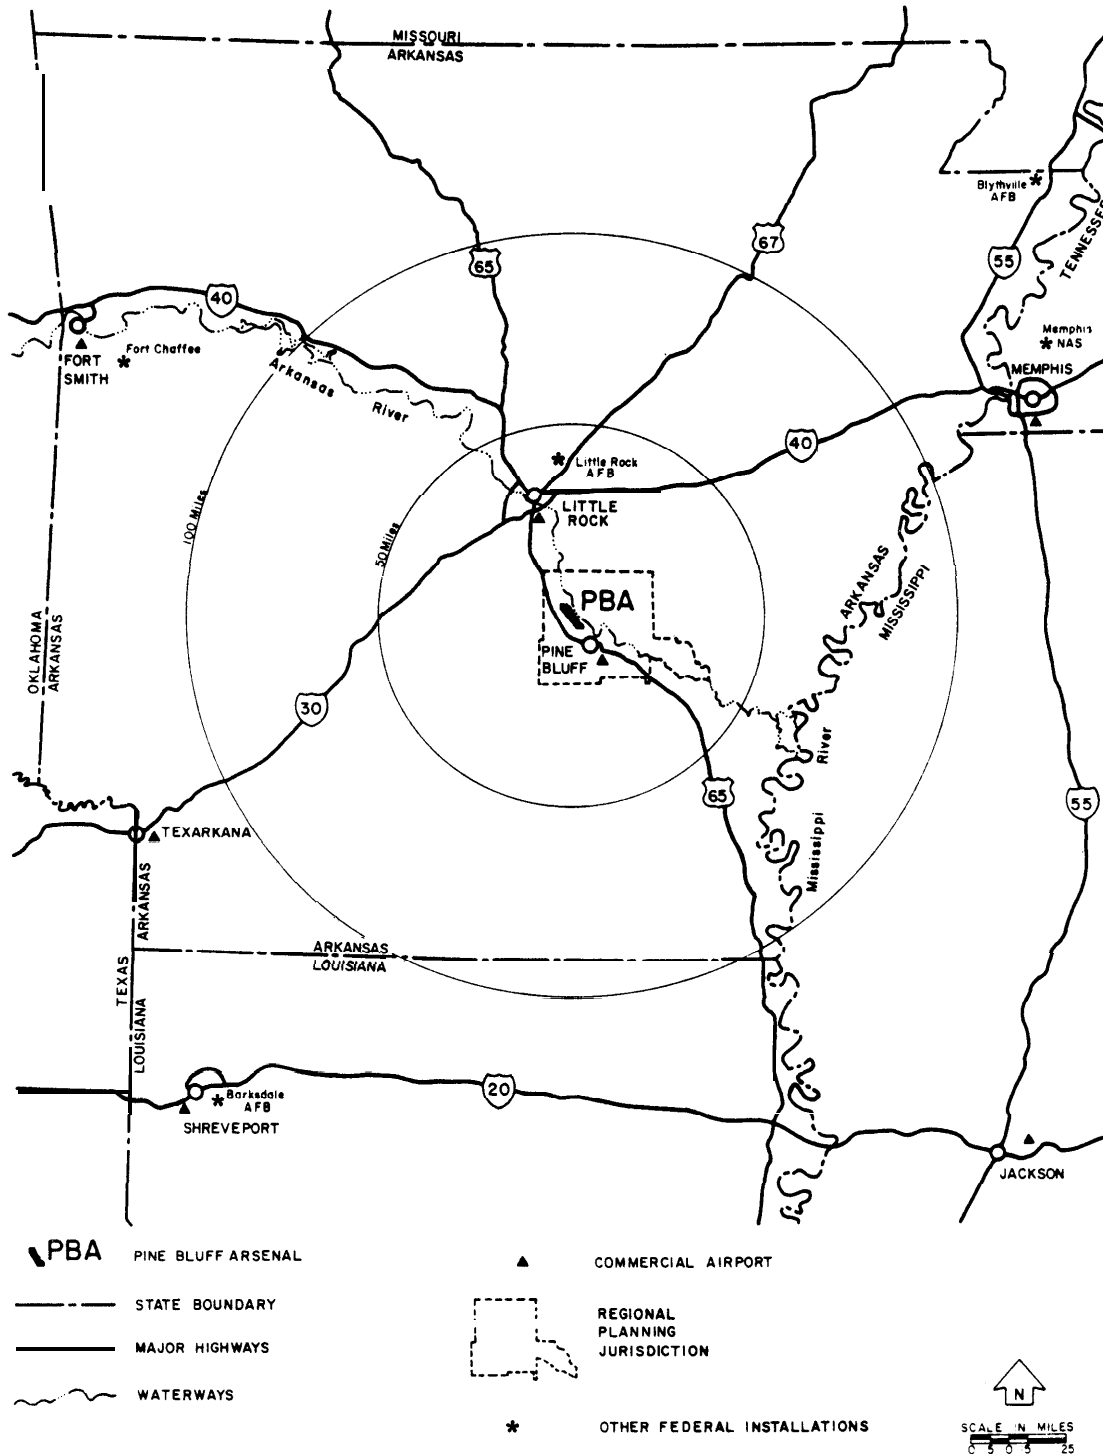 MISSOURI
ARKANSAS
Blythville
AFB
TENNESSEE
67
65
55
40
Memphis
NAS
FORT
SMITH
Fort Chaffee
Arkansas
River
MEMPHIS
40
Little Rock
AFB
LITTLE
ROCK
100 Miles
50 Miles
ARKANSAS
MISSISSIPPI
PBA
PINE
BLUFF
OKLAHOMA
ARKANSAS
30
River
Mississippi
65
55
TEXARKANA
ARKANSAS
TEXAS
LOUISIANA
ARKANSAS
LOUISIANA
20
Barksdale
AFB
SHREVEPORT
JACKSON
PBA PINE BLUFF ARSENAL
STATE BOUNDARY
MAJOR HIGHWAYS
WATERWAYS
COMMERCIAL AIRPORT
REGIONAL
PLANNING
JURISDICTION
* OTHER FEDERAL INSTALLATIONS
N
SCALE IN MILES
0 5 0 5 25